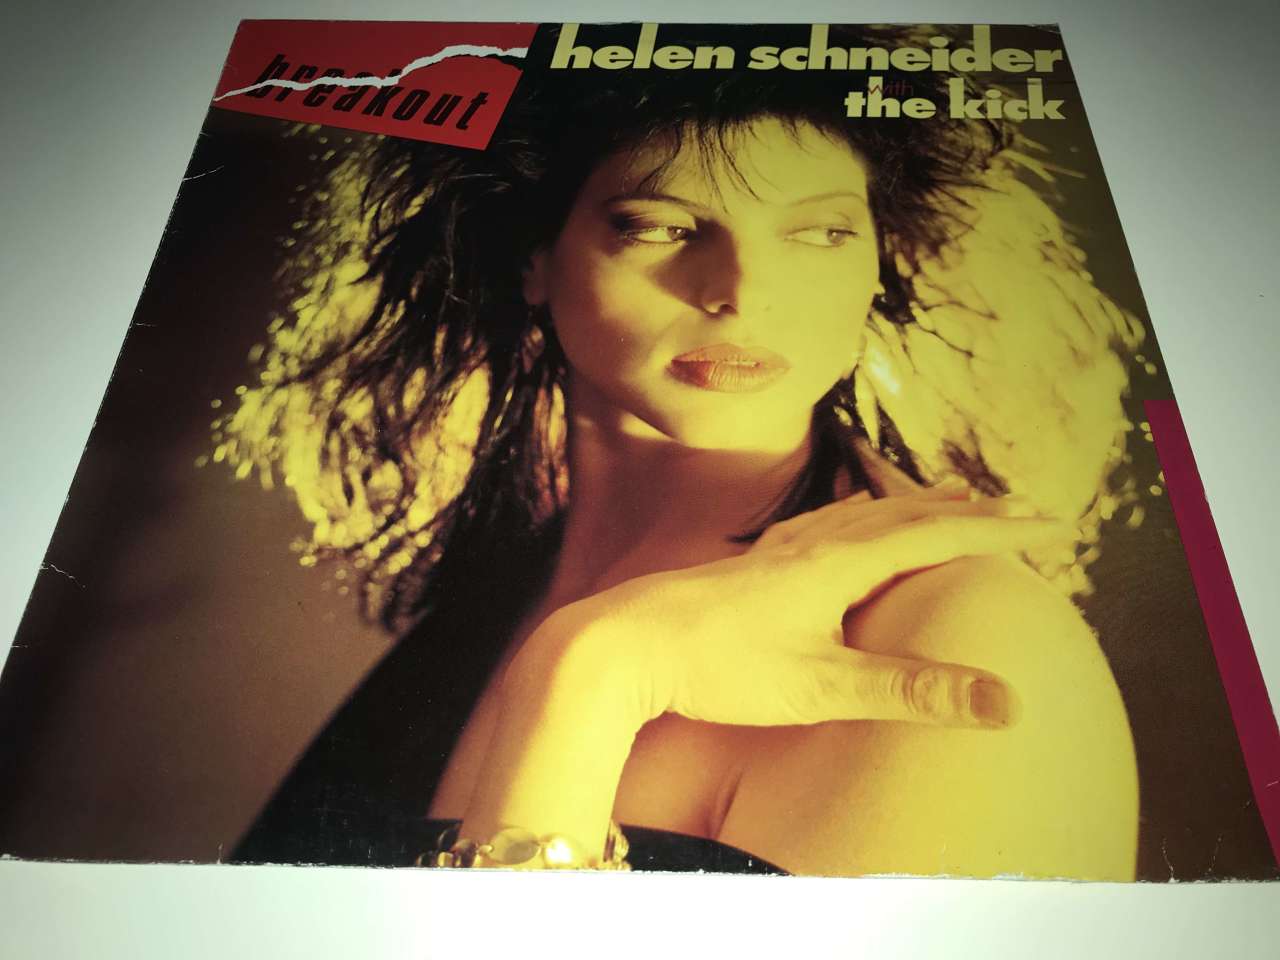 breakout
helen schneider
with
the kick